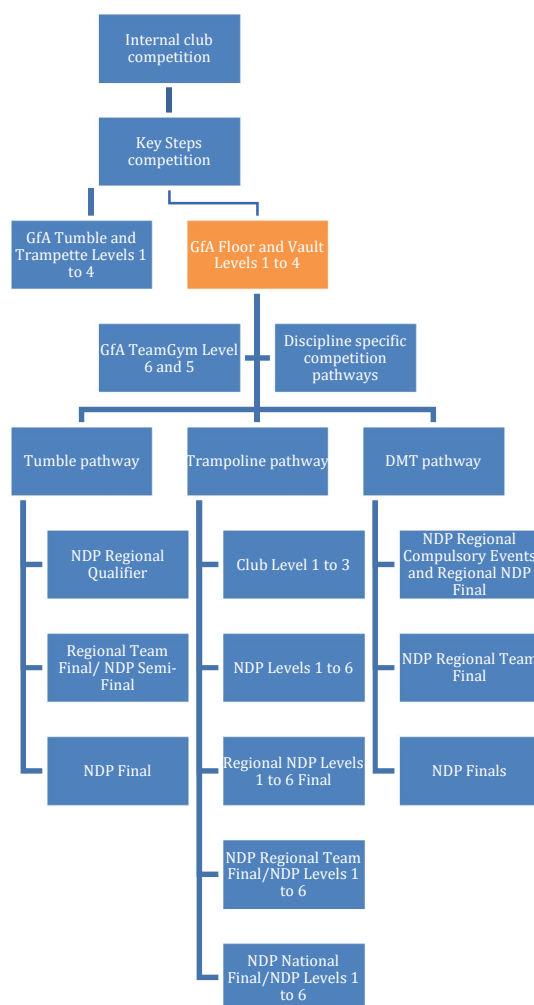 Internal club
competition
Key Steps
competition
GfA Tumble and
Trampette Levels 1
to 4
GfA Floor and Vault
Levels 1 to 4
GfA TeamGym Level
6 and 5
Discipline specific
competition
pathways
Tumble pathway
Trampoline pathway
DMT pathway
NDP Regional
Qualifier
Club Level 1 to 3
NDP Regional
Compulsory Events
and Regional NDP
Final
Regional Team
Final/ NDP Semi-
Final
NDP Levels 1 to 6
NDP Regional Team
Final
NDP Final
Regional NDP Levels
1 to 6 Final
NDP Finals
NDP Regional Team
Final/NDP Levels 1
to 6
NDP National
Final/NDP Levels 1
to 6